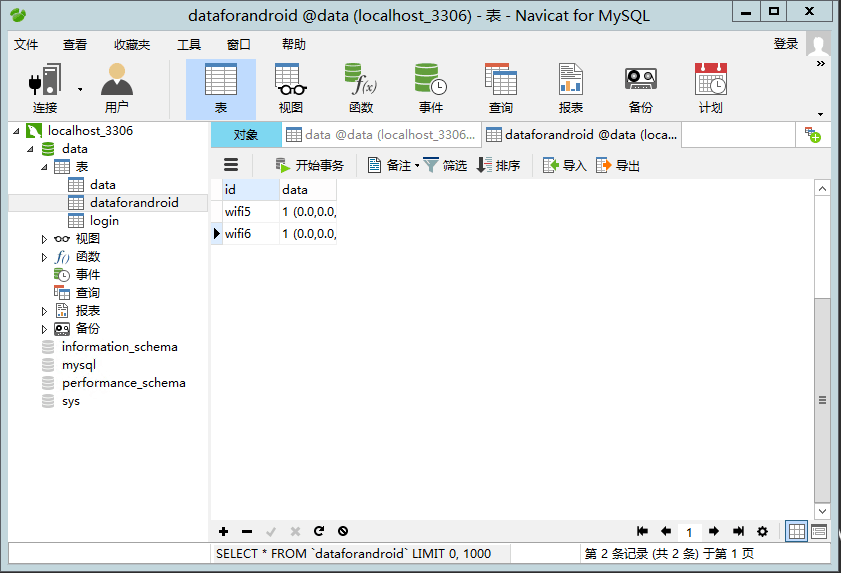 dataforandroid @data (localhost_3306) - 表 - Navicat for MySQL
文件 查看 收藏夹 工具 窗口 帮助 登录
连接 用户 表 视图 函数 事件 查询 报表 备份 计划
localhost_3306
data
表
data
dataforandroid
login
视图
函数
事件
查询
报表
备份
information_schema
mysql
performance_schema
sys
对象 data @data (localhost_3306... dataforandroid @data (loca...
开始事务 备注 筛选 排序 导入 导出
id data
wifi5 1 (0.0,0.0,
wifi6 1 (0.0,0.0,
1
SELECT * FROM `dataforandroid` LIMIT 0, 1000 第 2 条记录 (共 2 条) 于第 1 页